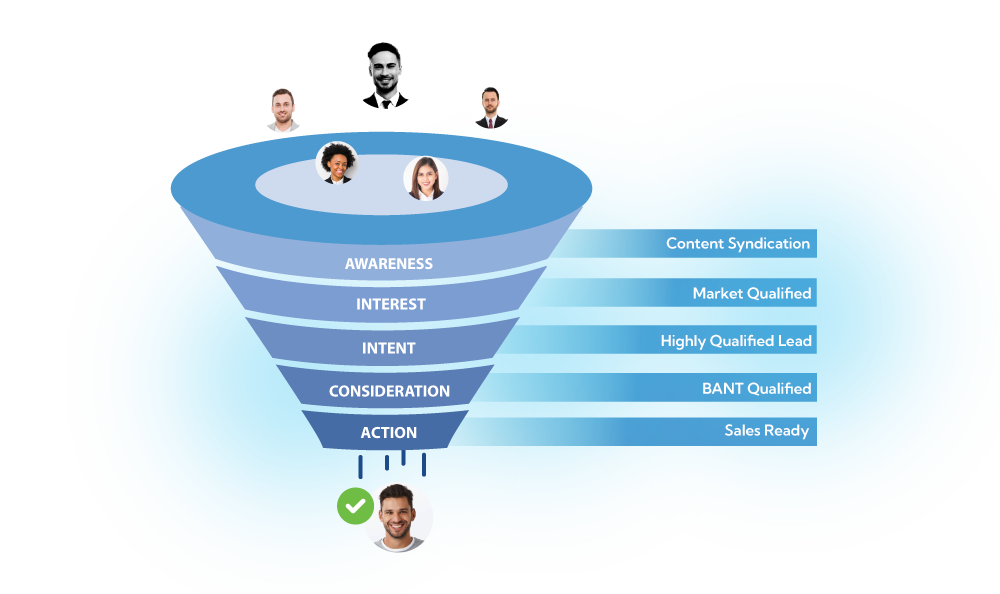 AWARENESS
Content Syndication
INTEREST
Market Qualified
INTENT
Highly Qualified Lead
CONSIDERATION
BANT Qualified
ACTION
Sales Ready